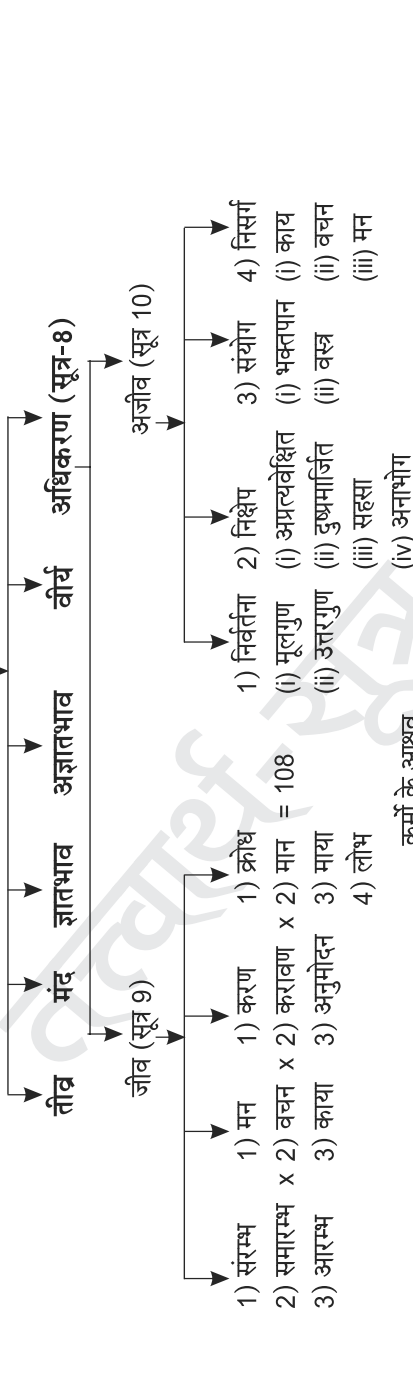 तीव्र मंद ज्ञातभाव अज्ञातभाव वीर्य अधिकरण (सूत्र-8)
जीव (सूत्र 9) अजीव (सूत्र 10)
1) संरम्भ 1) मन 1) करण 1) क्रोध 1) निर्वर्तना 2) निक्षेप 3) संयोग 4) निसर्ग
2) समारम्भ x 2) वचन x 2) करावण x 2) मान = 108 (i) मूलगुण (i) अप्रत्यवेक्षित (i) भक्तपान (i) काय
3) आरम्भ 3) काया 3) अनुमोदन 3) माया (ii) उत्तरगुण (ii) दुष्प्रमार्जित (ii) वस्त्र (ii) वचन
4) लोभ (iii) सहसा (iii) मन
(iv) अनाभोग
तत्वार्थ-सूत्र